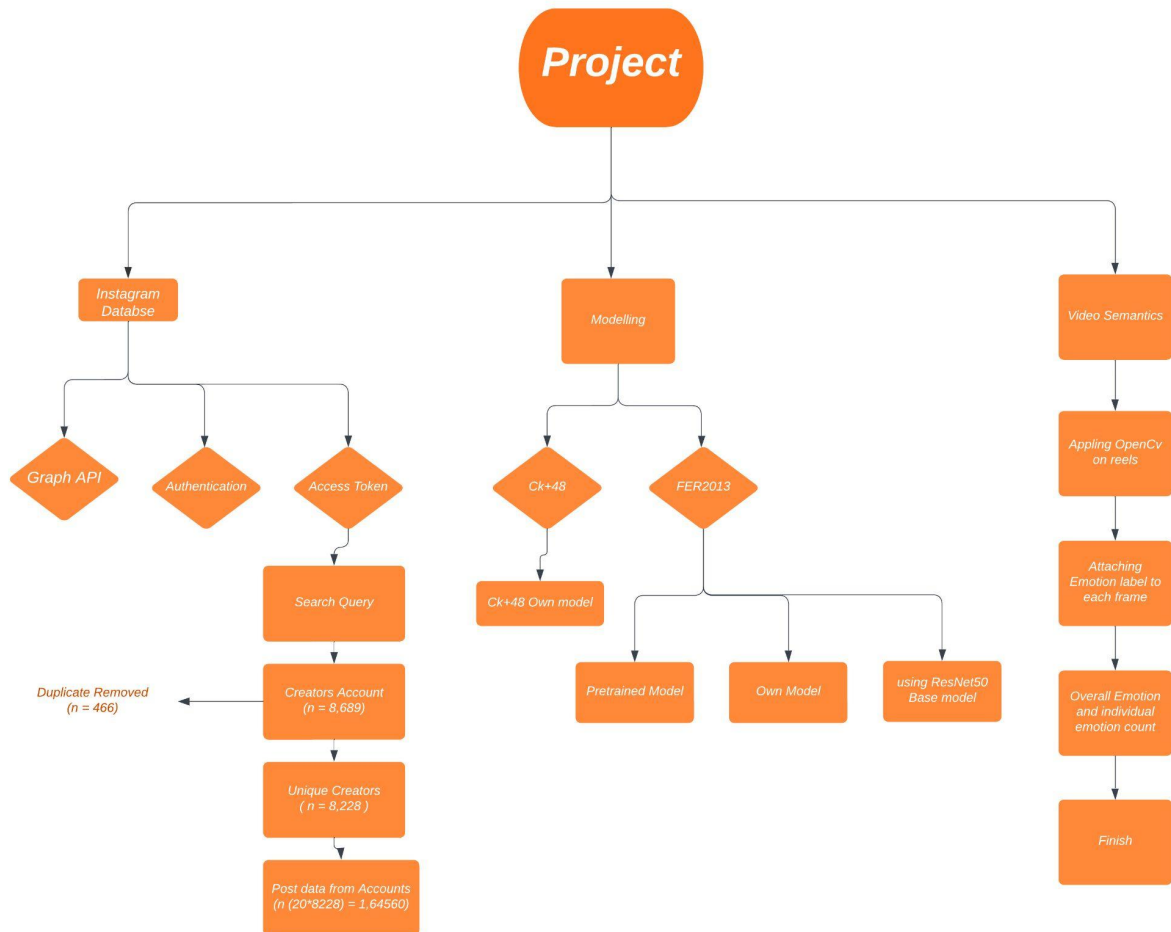 Project
Instagram
Databse
Modelling
Video Semantics
Graph API
Authentication
Access Token
Ck+48
FER2013
Appling OpenCv
on reels
Search Query
Ck+48 Own model
Attaching
Emotion label to
each frame
Duplicate Removed
(n = 466)
Creators Account
(n = 8,689)
Pretrained Model
Own Model
using ResNet50
Base model
Overall Emotion
and individual
emotion count
Unique Creators
( n = 8,228 )
Finish
Post data from Accounts
(n (20*8228) = 1,64560)